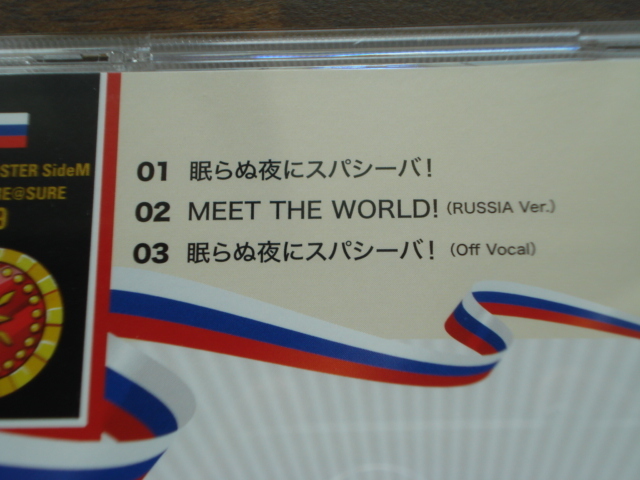 STER SideM
E@SURE
01 眠らぬ夜にスパシーバ！
02 MEET THE WORLD! (RUSSIA Ver.)
03 眠らぬ夜にスパシーバ！ (Off Vocal)